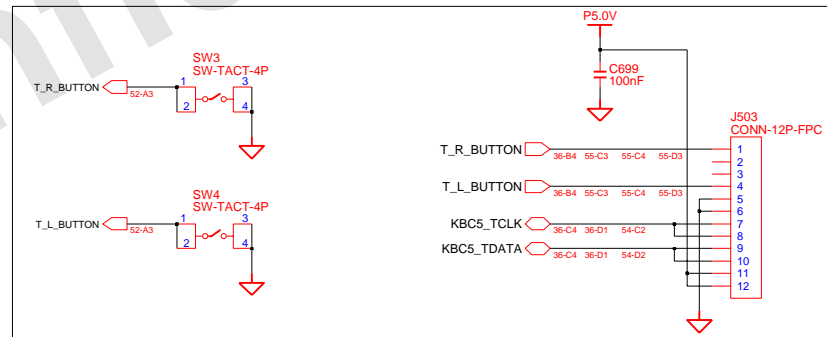 nf
P5.0V
SW3
SW-TACT-4P
T_R_BUTTON
52-A3
1
2
3
4
C699
100nF
J503
CONN-12P-FPC
T_R_BUTTON
36-B4 55-C3 55-C4 55-D3
T_L_BUTTON
36-B4 55-C3 55-C4 55-D3
KBC5_TCLK
36-C4 36-D1 54-C2
KBC5_TDATA
36-C4 36-D1 54-D2
1
2
3
4
5
6
7
8
9
10
11
12
SW4
SW-TACT-4P
T_L_BUTTON
52-A3
1
2
3
4